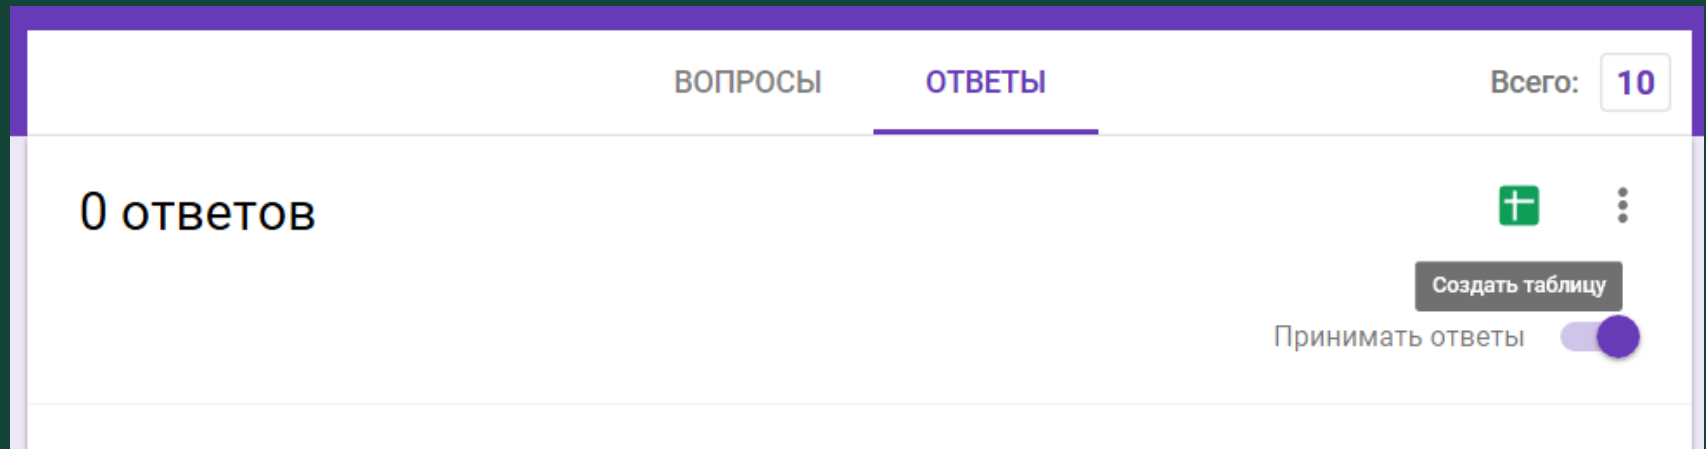 ВОПРОСЫ ОТВЕТЫ Всего: 10
0 ответов
Создать таблицу
Принимать ответы